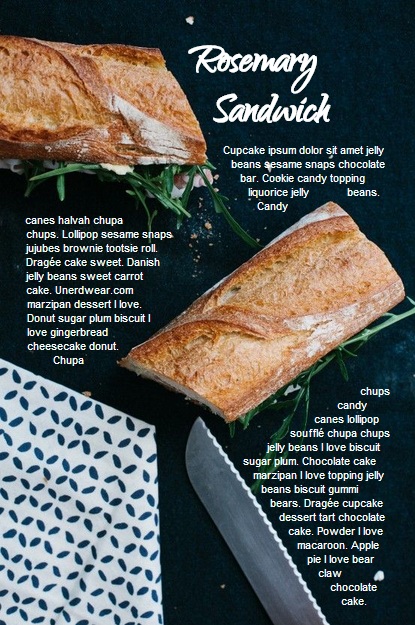 Rosemary
Sandwich
Cupcake ipsum dolor sit amet jelly
beans sesame snaps chocolate
bar. Cookie candy topping
liquorice jelly beans.
Candy
canes halvah chupa
chups. Lollipop sesame snaps
jujubes brownie tootsie roll.
Dragée cake sweet. Danish
jelly beans sweet carrot
cake. Unerdwear.com
marzipan dessert I love.
Donut sugar plum biscuit I
love gingerbread
cheesecake donut.
Chupa
chups
candy
canes lollipop
soufflé chupa chups
jelly beans I love biscuit
sugar plum. Chocolate cake
marzipan I love topping jelly
beans biscuit gummi
bears. Dragée cupcake
dessert tart chocolate
cake. Powder I love
macaroon. Apple
pie I love bear
claw
chocolate
cake.